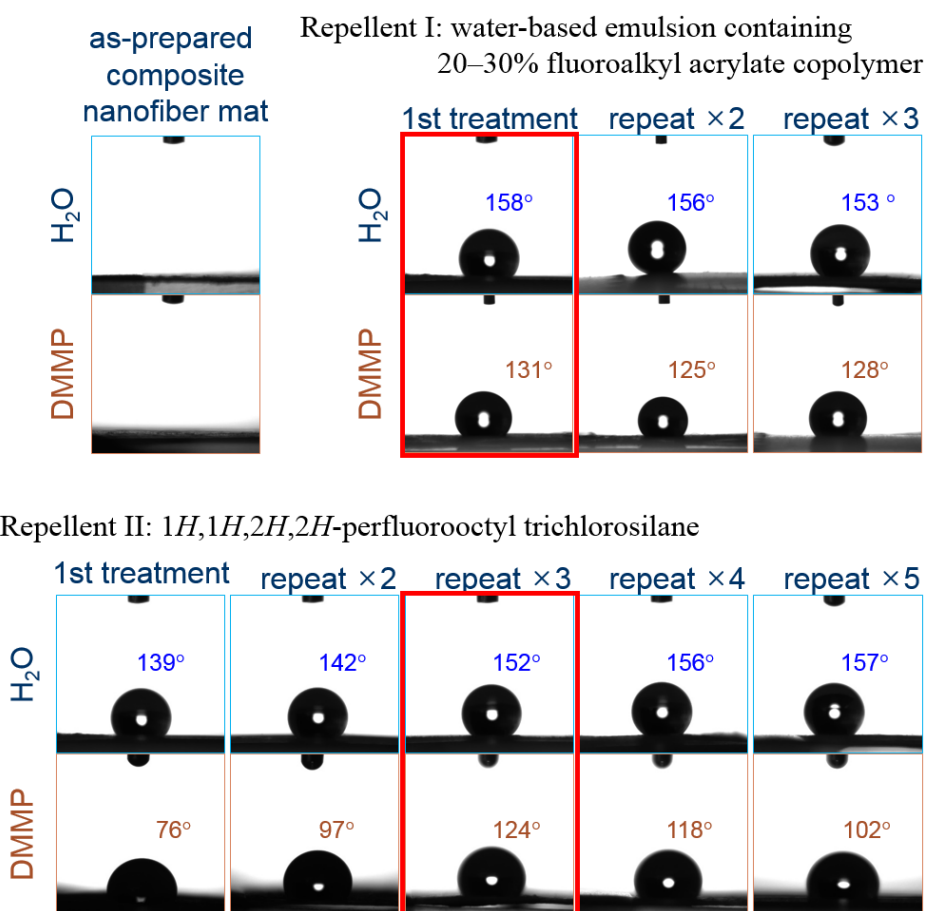 as-prepared
composite
nanofiber mat
Repellent I: water-based emulsion containing
20–30% fluoroalkyl acrylate copolymer
1st treatment repeat ×2 repeat ×3
H₂O
H₂O
158° 156° 153 °
DMMP
DMMP
131° 125° 128°
Repellent II: 1H,1H,2H,2H-perfluorooctyl trichlorosilane
1st treatment repeat ×2 repeat ×3 repeat ×4 repeat ×5
H₂O
139° 142° 152° 156° 157°
DMMP
76° 97° 124° 118° 102°